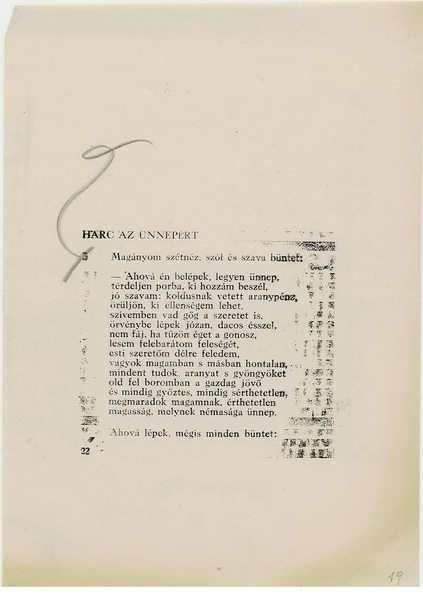 HARC AZ ÜNNEPÉRT
5 Magányom szétnéz, szól és szava büntet:
— Ahová én belépek, legyen ünnep,
térdeljen porba, ki hozzám beszél,
jó szavam: koldusnak vetett aranypénz,
örüljön, ki ellenségem lehet,
szívemben vad gőg a szeretet is,
örvénybe lépek józan, dacos ésszel,
nem fáj, ha tűzön éget a gonosz,
lesem felebarátom feleségét,
esti szeretőm délre feledem,
vagyok magamban s másban hontalan,
mindent tudok, aranyat s gyöngyöket
old fel boromban a gazdag jövő
és mindig győztes, mindig sérthetetlen,
megmaradok magamnak, érthetetlen
magasság, melynek némasága ünnep.
Ahová lépek, mégis minden büntet:
22
19